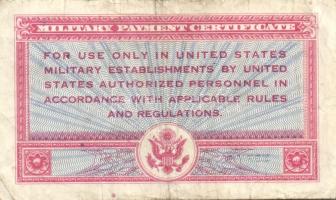 MILITARY PAYMENT CERTIFICATE
FOR USE ONLY IN UNITED STATES
MILITARY ESTABLISHMENTS BY UNITED
STATES AUTHORIZED PERSONNEL IN
ACCORDANCE WITH APPLICABLE RULES
AND REGULATIONS.